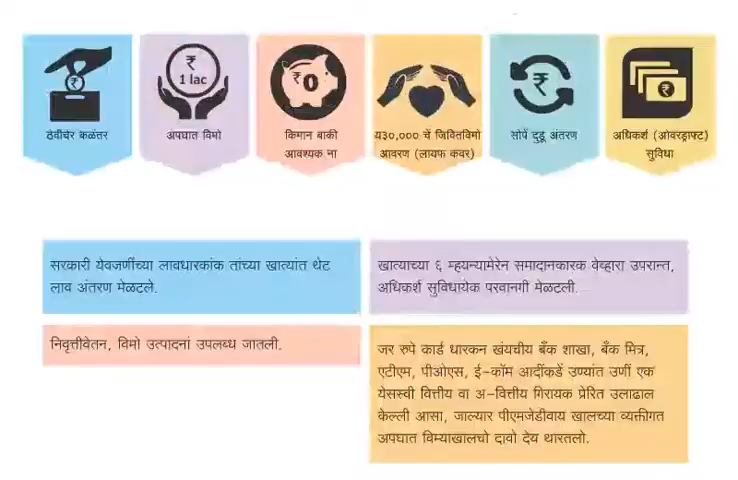 ₹
₹
1 lac
₹0
₹
₹
ठेवीचेर कळंतर
अपघात विमो
किमान बाकी
आवश्यक ना
य३०,००० चें जिवितविमो
आवरण (लायफ कवर)
सोंपें दुडू अंतरण
अधिकर्श (ओवरड्राफ्ट)
सुविधा
सरकारी येवजणींच्या लावधारकांक तांच्या खात्यांत थेट
लाव अंतरण मेळटले.
खात्याच्या ६ म्हयन्यामेरेन समादानकारक वेव्हारा उपरान्त,
अधिकर्श सुविधायेक परवानगी मेळटली.
निवृत्तीवेतन, विमो उत्पादनां उपलब्ध जातली.
जर रुपे कार्ड धारकन खंयचीय बँक शाखा, बँक मित्र,
एटीएम, पीओएस, ई-कॉम आदींकडें उण्यांत उणीं एक
येसस्वी वित्तीय वा अ-वित्तीय गिरायक प्रेरित उलाढाल
केल्ली आसा, जाल्यार पीएमजेडीवाय खालच्या व्यक्तीगत
अपघात विम्याखालचो दावो देय थारतलो.